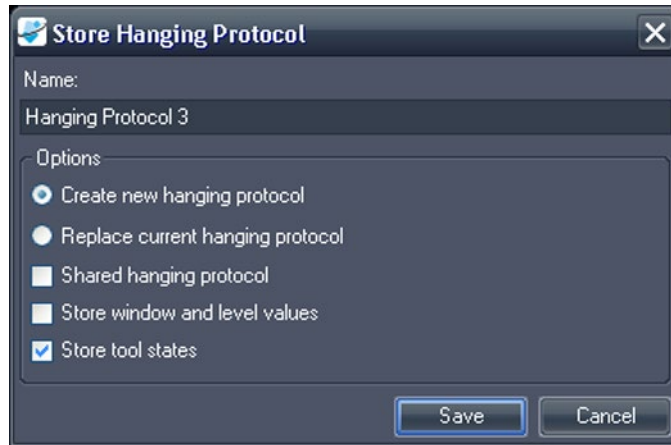 Store Hanging Protocol
Name:
Hanging Protocol 3
Options
Create new hanging protocol
Replace current hanging protocol
Shared hanging protocol
Store window and level values
Store tool states
Save Cancel